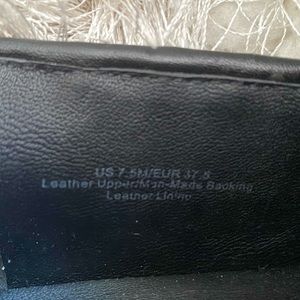 US 7.5M/EUR 37.5
Leather Upper/Man-Made Backing
Leather Lining